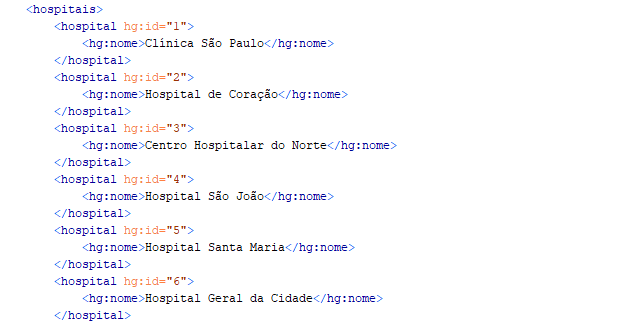 <hospitais>
<hospital hg:id="1">
<hg:nome>Clínica São Paulo</hg:nome>
</hospital>
<hospital hg:id="2">
<hg:nome>Hospital de Coração</hg:nome>
</hospital>
<hospital hg:id="3">
<hg:nome>Centro Hospitalar do Norte</hg:nome>
</hospital>
<hospital hg:id="4">
<hg:nome>Hospital São João</hg:nome>
</hospital>
<hospital hg:id="5">
<hg:nome>Hospital Santa Maria</hg:nome>
</hospital>
<hospital hg:id="6">
<hg:nome>Hospital Geral da Cidade</hg:nome>
</hospital>